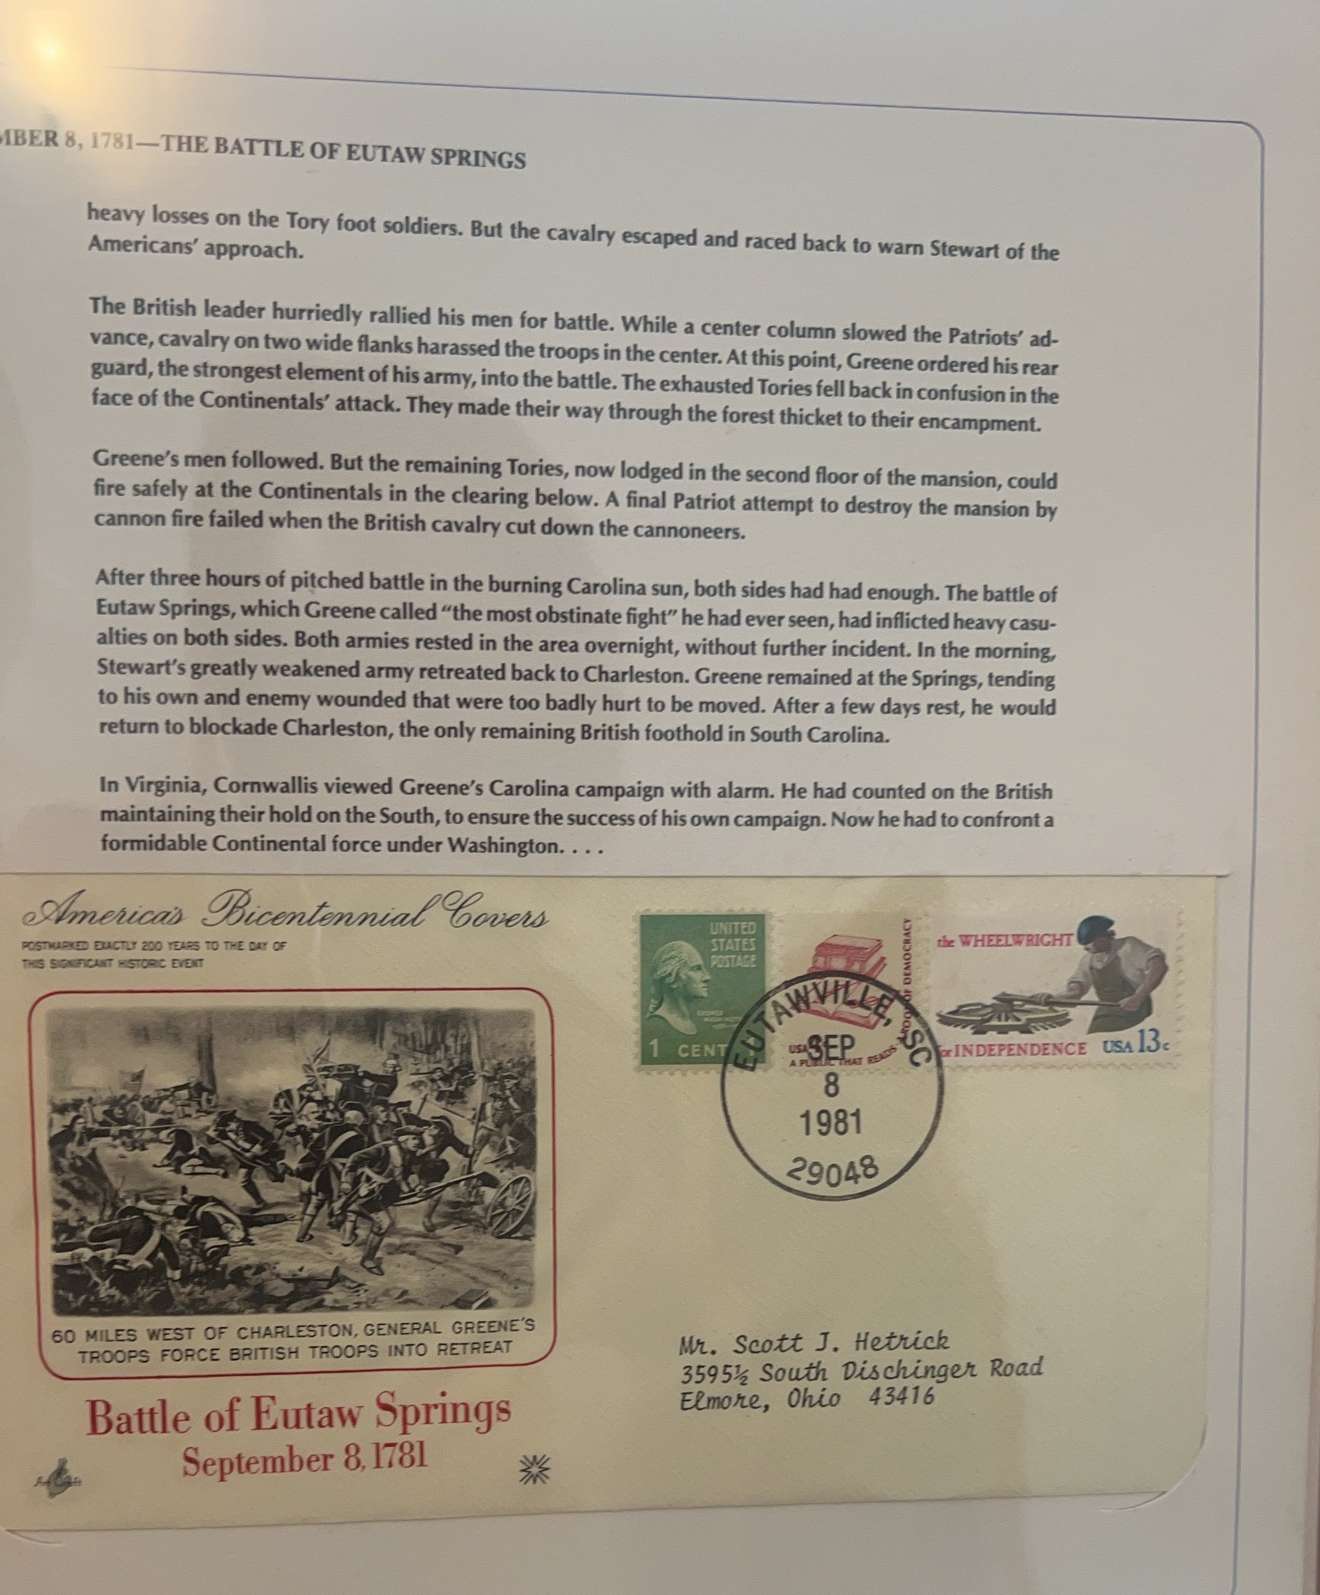 MBER 8, 1781—THE BATTLE OF EUTAW SPRINGS
heavy losses on the Tory foot soldiers. But the cavalry escaped and raced back to warn Stewart of the
Americans' approach.
The British leader hurriedly rallied his men for battle. While a center column slowed the Patriots' ad-
vance, cavalry on two wide flanks harassed the troops in the center. At this point, Greene ordered his rear
guard, the strongest element of his army, into the battle. The exhausted Tories fell back in confusion in the
face of the Continentals' attack. They made their way through the forest thicket to their encampment.
Greene's men followed. But the remaining Tories, now lodged in the second floor of the mansion, could
fire safely at the Continentals in the clearing below. A final Patriot attempt to destroy the mansion by
cannon fire failed when the British cavalry cut down the cannoneers.
After three hours of pitched battle in the burning Carolina sun, both sides had had enough. The battle of
Eutaw Springs, which Greene called “the most obstinate fight” he had ever seen, had inflicted heavy casu-
alties on both sides. Both armies rested in the area overnight, without further incident. In the morning,
Stewart's greatly weakened army retreated back to Charleston. Greene remained at the Springs, tending
to his own and enemy wounded that were too badly hurt to be moved. After a few days rest, he would
return to blockade Charleston, the only remaining British foothold in South Carolina.
In Virginia, Cornwallis viewed Greene's Carolina campaign with alarm. He had counted on the British
maintaining their hold on the South, to ensure the success of his own campaign. Now he had to confront a
formidable Continental force under Washington. . . .
America's Bicentennial Covers
POSTMARKED EXACTLY 200 YEARS TO THE DAY OF
THIS SIGNIFICANT HISTORIC EVENT
UNITED
STATES
POSTAGE
1 CENT
OF DEMOCRACY
USA
A PUBLIC THAT READS
the WHEELWRIGHT
for INDEPENDENCE USA 13c
EUTAWVILLE, SC
SEP
8
1981
29048
60 MILES WEST OF CHARLESTON, GENERAL GREENE'S
TROOPS FORCE BRITISH TROOPS INTO RETREAT
Battle of Eutaw Springs
September 8, 1781
Mr. Scott J. Hetrick
3595½ South Dischinger Road
Elmore, Ohio 43416